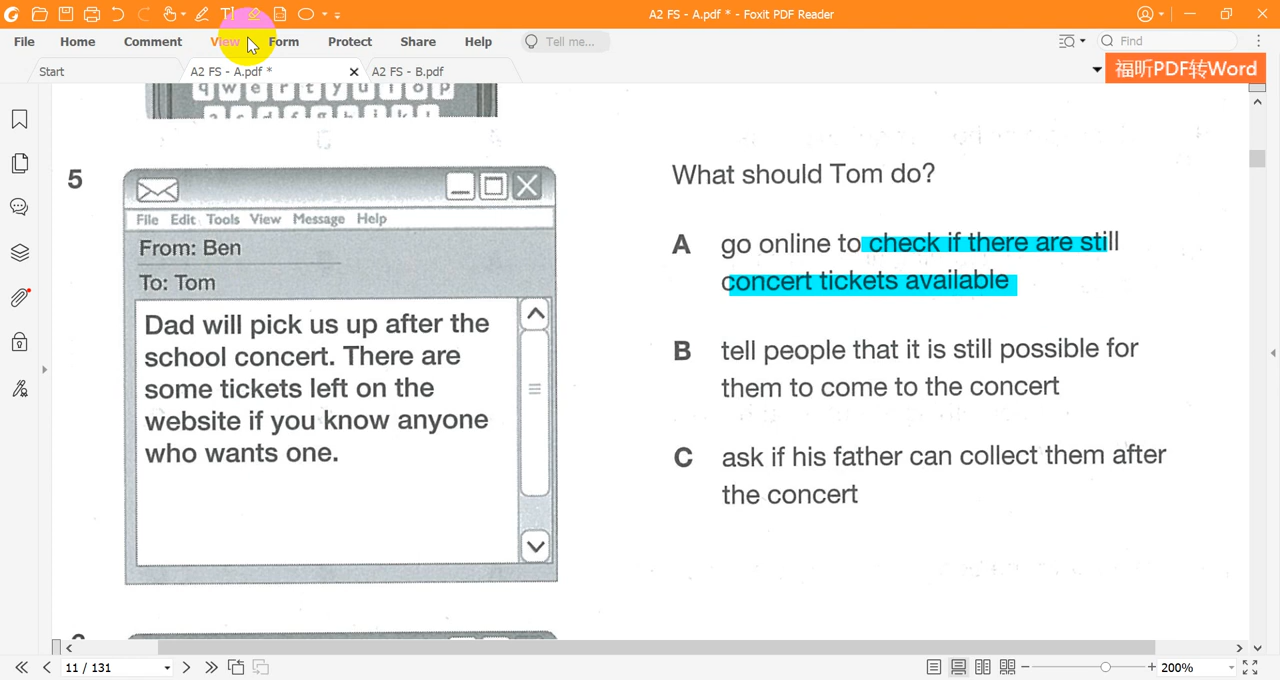 A2 FS - A.pdf * - Foxit PDF Reader
File Home Comment View Form Protect Share Help Tell me... Find
Start A2 FS - A.pdf * A2 FS - B.pdf 福昕PDF转Word
q w e r t y u i o p
5
File Edit Tools View Message Help
From: Ben
To: Tom
Dad will pick us up after the
school concert. There are
some tickets left on the
website if you know anyone
who wants one.
What should Tom do?
A go online to check if there are still
concert tickets available
B tell people that it is still possible for
them to come to the concert
C ask if his father can collect them after
the concert
11 / 131 200%